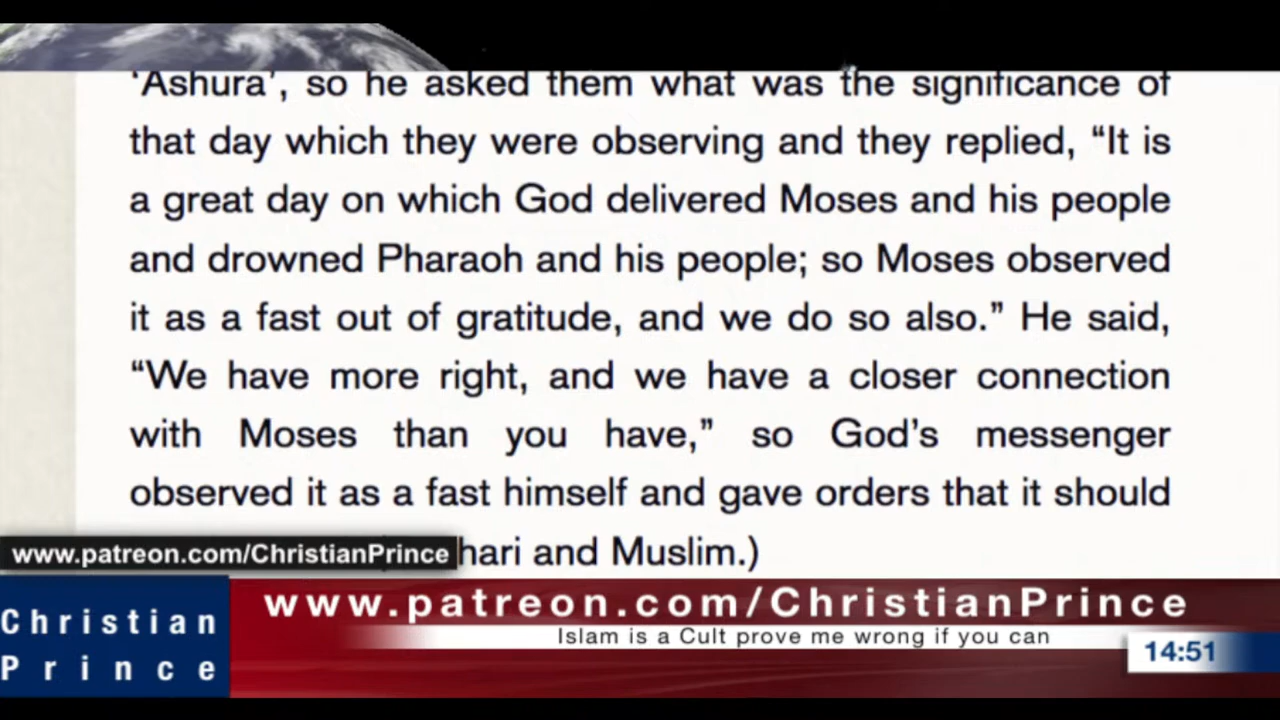 ‘Ashura’, so he asked them what was the significance of
that day which they were observing and they replied, “It is
a great day on which God delivered Moses and his people
and drowned Pharaoh and his people; so Moses observed
it as a fast out of gratitude, and we do so also.” He said,
“We have more right, and we have a closer connection
with Moses than you have,” so God’s messenger
observed it as a fast himself and gave orders that it should
hari and Muslim.)
www.patreon.com/ChristianPrince
www.patreon.com/ChristianPrince
Islam is a Cult prove me wrong if you can
Christian
Prince
14:51